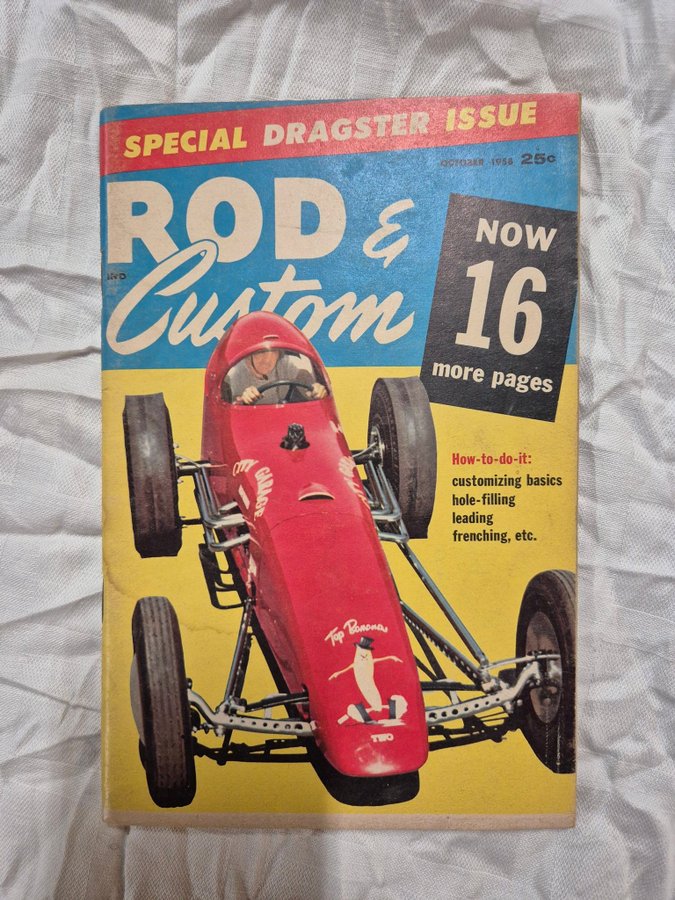 SPECIAL DRAGSTER ISSUE
OCTOBER 1958 25c
ROD &
Custom
NOW
16
more pages
How-to-do-it:
customizing basics
hole-filling
leading
frenching, etc.
Top Bananas
TWO